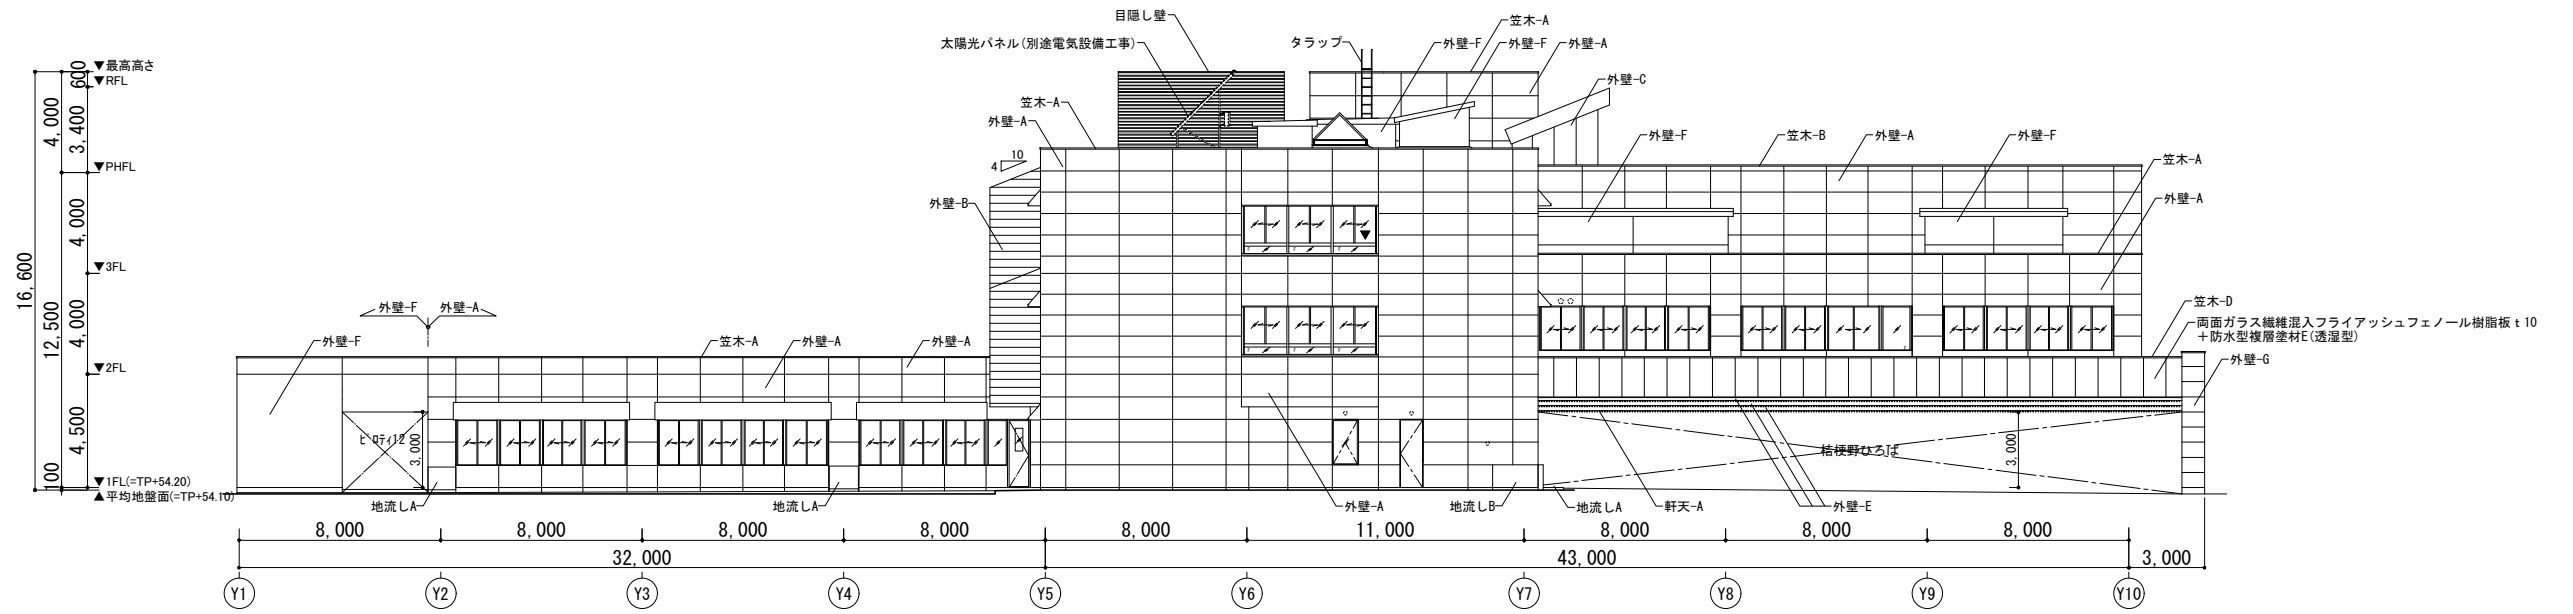 目隠し壁
太陽光パネル(別途電気設備工事)
タラップ
笠木-A
外壁-F
外壁-F
外壁-A
外壁-C
笠木-A
外壁-A
10
4
外壁-B
外壁-F
笠木-B
外壁-A
外壁-F
笠木-A
外壁-A
笠木-D
両面ガラス繊維混入フライアッシュフェノール樹脂板 t 10
+防水型複層塗材E(透湿型)
外壁-G
▼最高高さ
▼RFL
▼PHFL
▼3FL
▼2FL
▼1FL(=TP+54.20)
▲平均地盤面(=TP+54.10)
600
3,400
4,000
4,000
4,000
4,500
100
12,500
16,600
外壁-F
外壁-A
外壁-F
笠木-A
外壁-A
外壁-A
ピロティ12
3,000
桔梗野ひろば
3,000
地流しA
地流しA
外壁-A
地流しB
地流しA
軒天-A
外壁-E
8,000
8,000
8,000
8,000
8,000
11,000
8,000
8,000
8,000
32,000
43,000
3,000
Y1
Y2
Y3
Y4
Y5
Y6
Y7
Y8
Y9
Y10